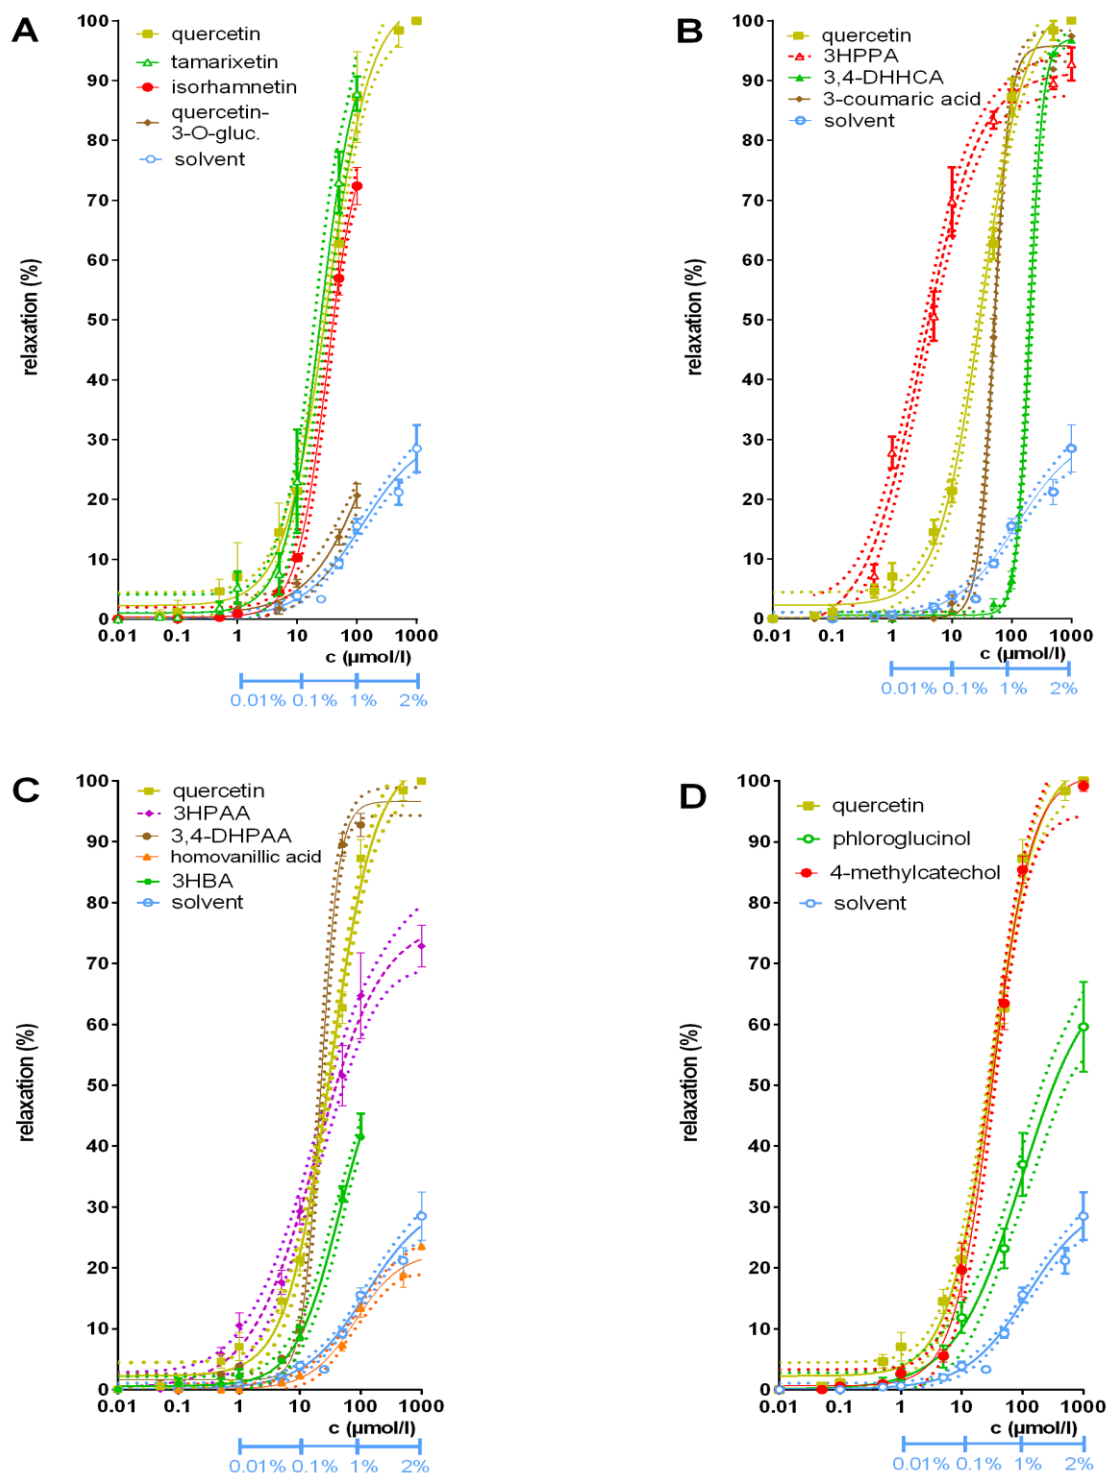 A
quercetin
tamarixetin
isorhamnetin
quercetin-
3-O-gluc.
solvent
relaxation (%)
100
90
80
70
60
50
40
30
20
10
0
0.01 0.1 1 10 100 1000
c (µmol/l)
0.01% 0.1% 1% 2%
B
quercetin
3HPPA
3,4-DHHCA
3-coumaric acid
solvent
relaxation (%)
100
90
80
70
60
50
40
30
20
10
0
0.01 0.1 1 10 100 1000
c (µmol/l)
0.01% 0.1% 1% 2%
C
quercetin
3HPAA
3,4-DHPAA
homovanillic acid
3HBA
solvent
relaxation (%)
100
90
80
70
60
50
40
30
20
10
0
0.01 0.1 1 10 100 1000
c (µmol/l)
0.01% 0.1% 1% 2%
D
quercetin
phloroglucinol
4-methylcatechol
solvent
relaxation (%)
100
90
80
70
60
50
40
30
20
10
0
0.01 0.1 1 10 100 1000
c (µmol/l)
0.01% 0.1% 1% 2%